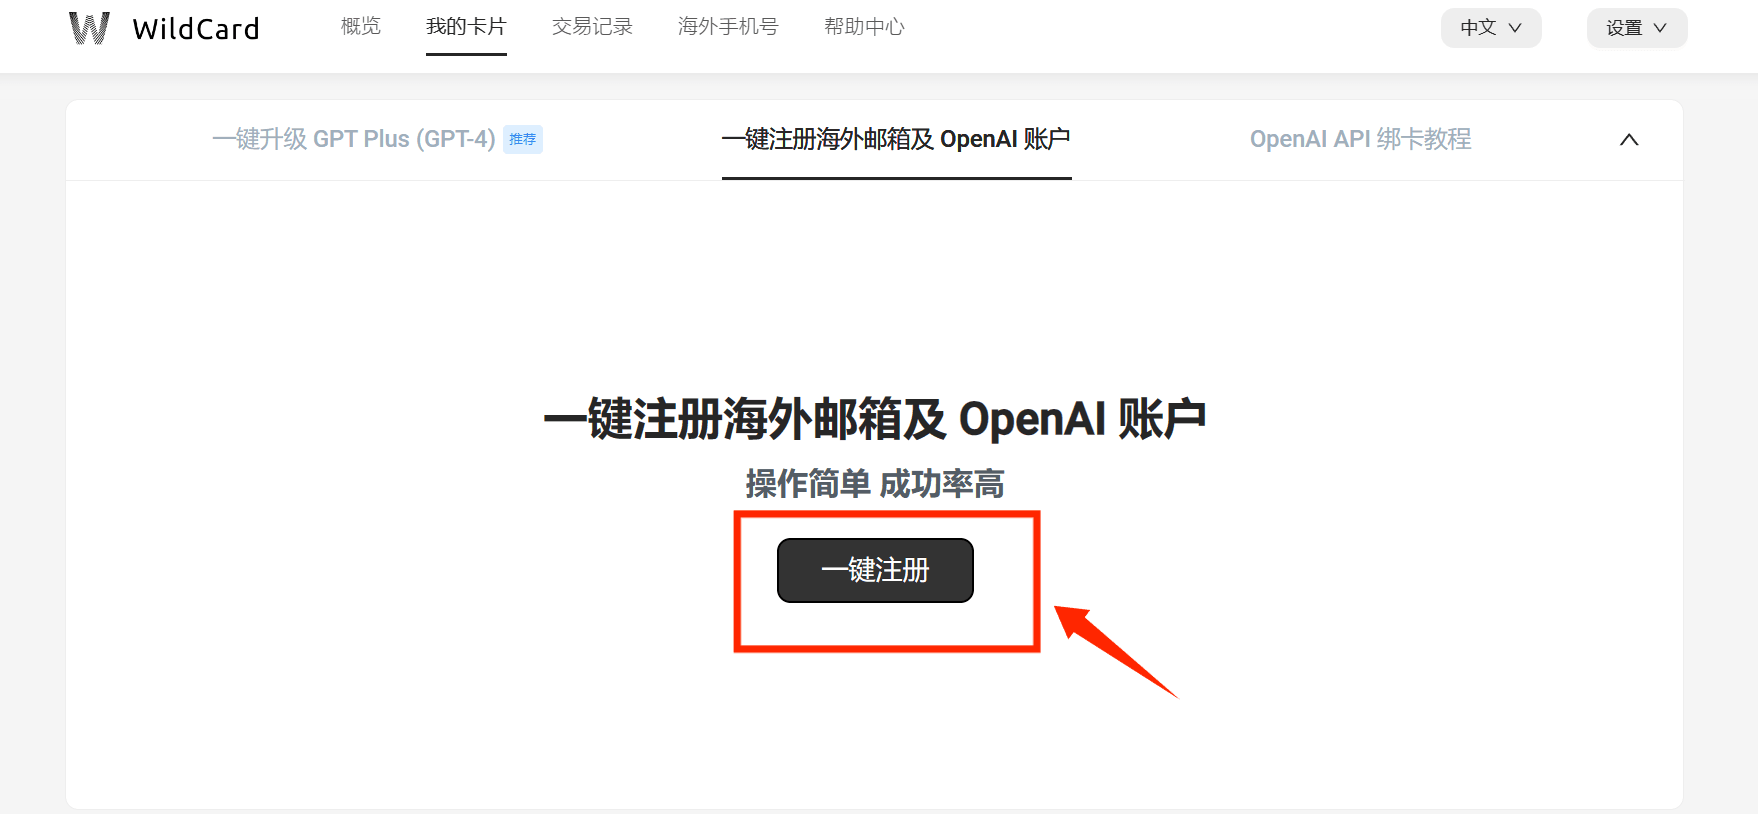 WildCard 概览 我的卡片 交易记录 海外手机号 帮助中心 中文 设置
一键升级 GPT Plus (GPT-4) 推荐 一键注册海外邮箱及 OpenAI 账户 OpenAI API 绑卡教程
一键注册海外邮箱及 OpenAI 账户
操作简单 成功率高
一键注册